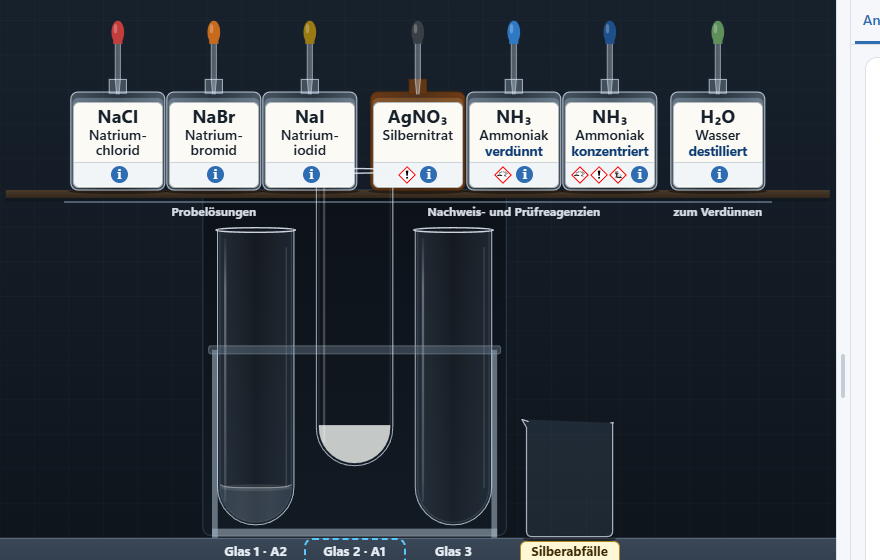 An
NaCl
Natrium-
chlorid
i
NaBr
Natrium-
bromid
i
NaI
Natrium-
iodid
i
AgNO₃
Silbernitrat
! i
NH₃
Ammoniak
verdünnt
i
NH₃
Ammoniak
konzentriert
! i
H₂O
Wasser
destilliert
i
Probelösungen
Nachweis- und Prüfreagenzien
zum Verdünnen
Glas 1 · A2
Glas 2 · A1
Glas 3
Silberabfälle